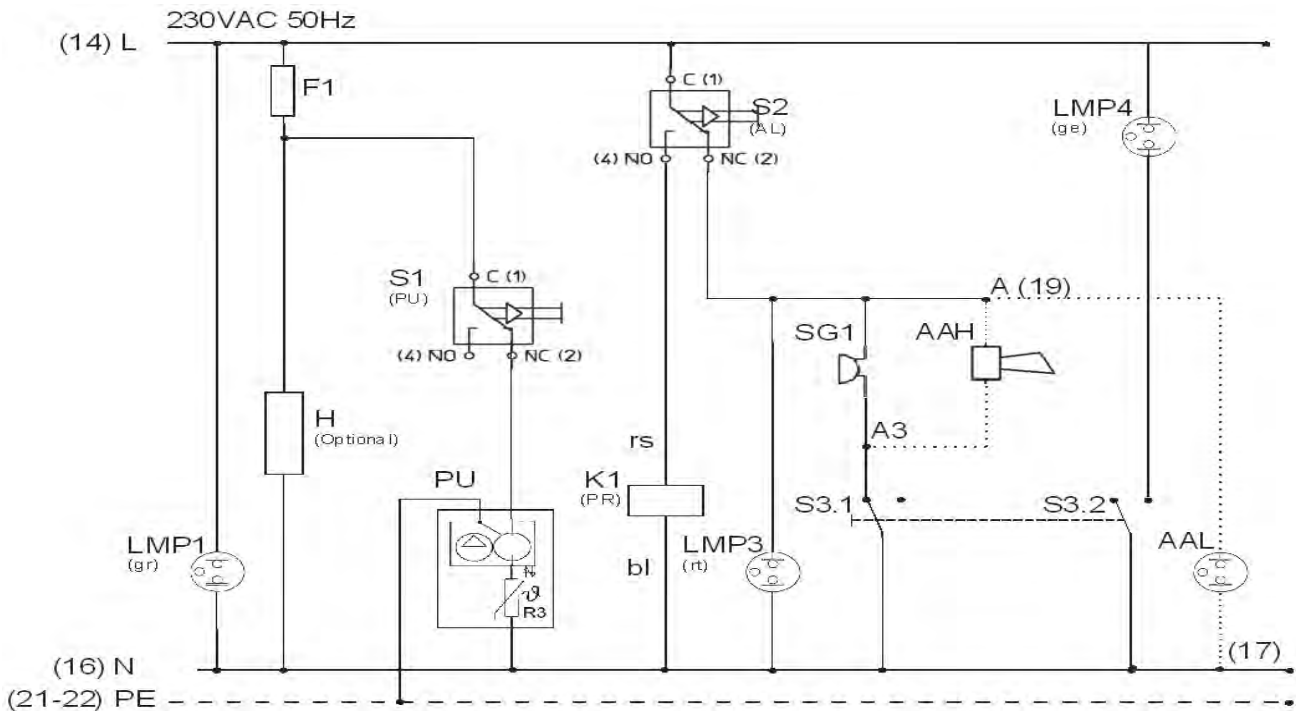 230VAC 50Hz
(14) L
F1
C (1)
S2
(AL)
LMP4
(ge)
(4) NO
NC (2)
C (1)
S1
(PU)
A (19)
SG1
AAH
(4) NO
NC (2)
H
(Optional)
rs
A3
PU
K1
(PR)
S3.1
S3.2
LMP1
(gr)
bl
LMP3
(rt)
AAL
N
ϑ
R3
(16) N
(17)
(21-22) PE